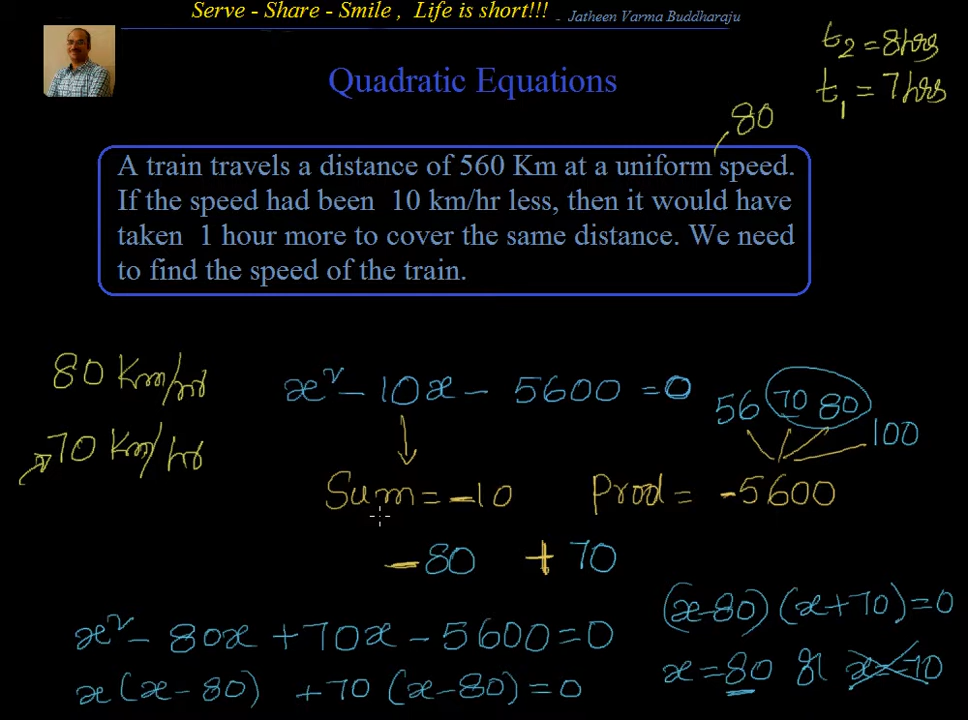 Serve - Share - Smile , Life is short!!! - Jatheen Varma Buddharaju
t2 = 8hrs
t1 = 7hrs
Quadratic Equations
80
A train travels a distance of 560 Km at a uniform speed.
If the speed had been 10 km/hr less, then it would have
taken 1 hour more to cover the same distance. We need
to find the speed of the train.
80 Km/hr
x² - 10x - 5600 = 0
56 70 80
100
70 Km/hr
Sum = -10 Prod = -5600
-80 +70
(x-80) (x+70) = 0
x² - 80x + 70x - 5600 = 0
x = 80 or x = -70
x (x - 80) + 70 (x - 80) = 0